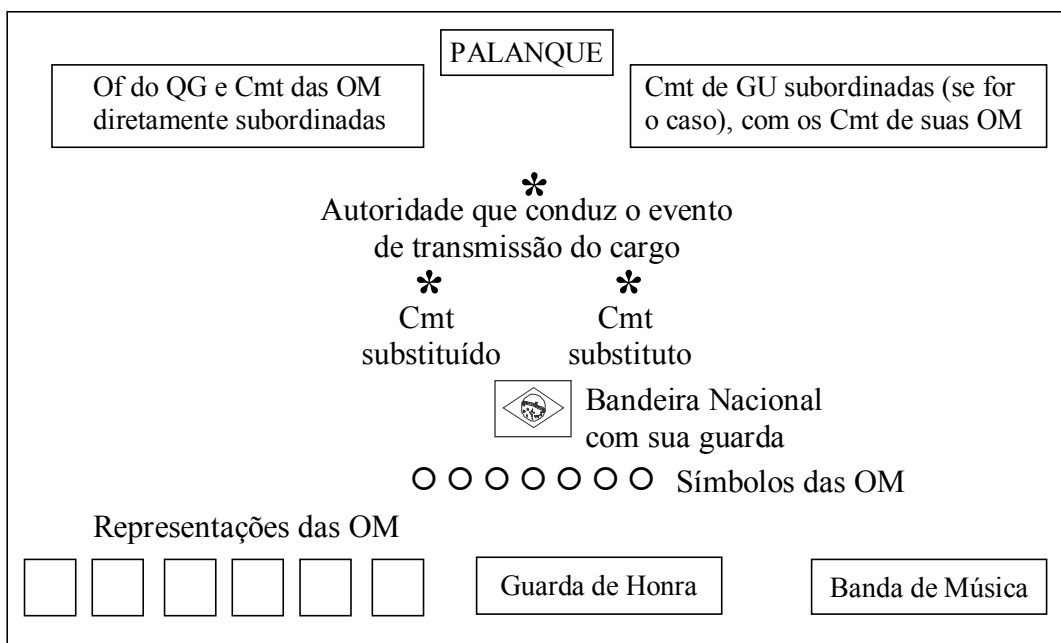 PALANQUE
Of do QG e Cmt das OM
diretamente subordinadas
Cmt de GU subordinadas (se for
o caso), com os Cmt de suas OM
Autoridade que conduz o evento
de transmissão do cargo
Cmt
substituído
Cmt
substituto
Bandeira Nacional
com sua guarda
Símbolos das OM
Representações das OM
Guarda de Honra
Banda de Música